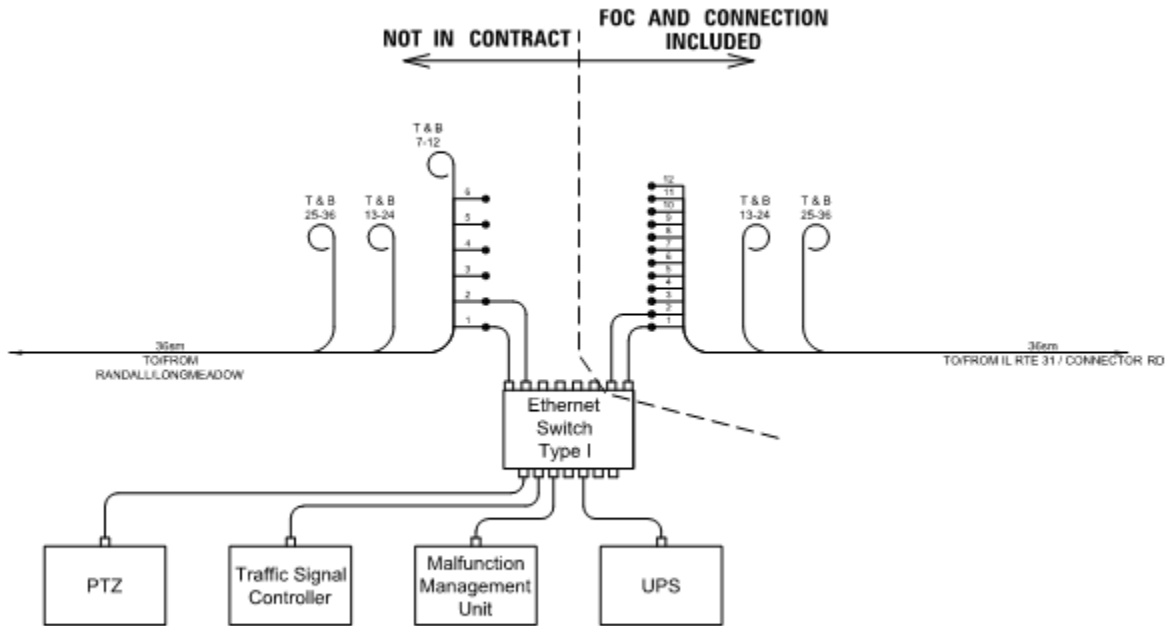 FOC AND CONNECTION
INCLUDED
NOT IN CONTRACT
T & B
7-12
T & B
25-36
T & B
13-24
6
5
4
3
2
1
12
11
10
9
8
7
6
5
4
3
2
1
T & B
13-24
T & B
25-36
36sm
TO/FROM
RANDALL/LONGMEADOW
36sm
TO/FROM IL RTE 31 / CONNECTOR RD
Ethernet
Switch
Type I
PTZ
Traffic Signal
Controller
Malfunction
Management
Unit
UPS